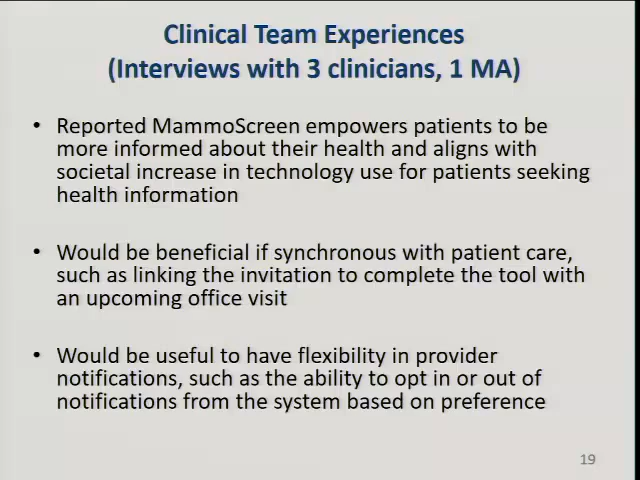 Clinical Team Experiences
(Interviews with 3 clinicians, 1 MA)
• Reported MammoScreen empowers patients to be
more informed about their health and aligns with
societal increase in technology use for patients seeking
health information
• Would be beneficial if synchronous with patient care,
such as linking the invitation to complete the tool with
an upcoming office visit
• Would be useful to have flexibility in provider
notifications, such as the ability to opt in or out of
notifications from the system based on preference
19